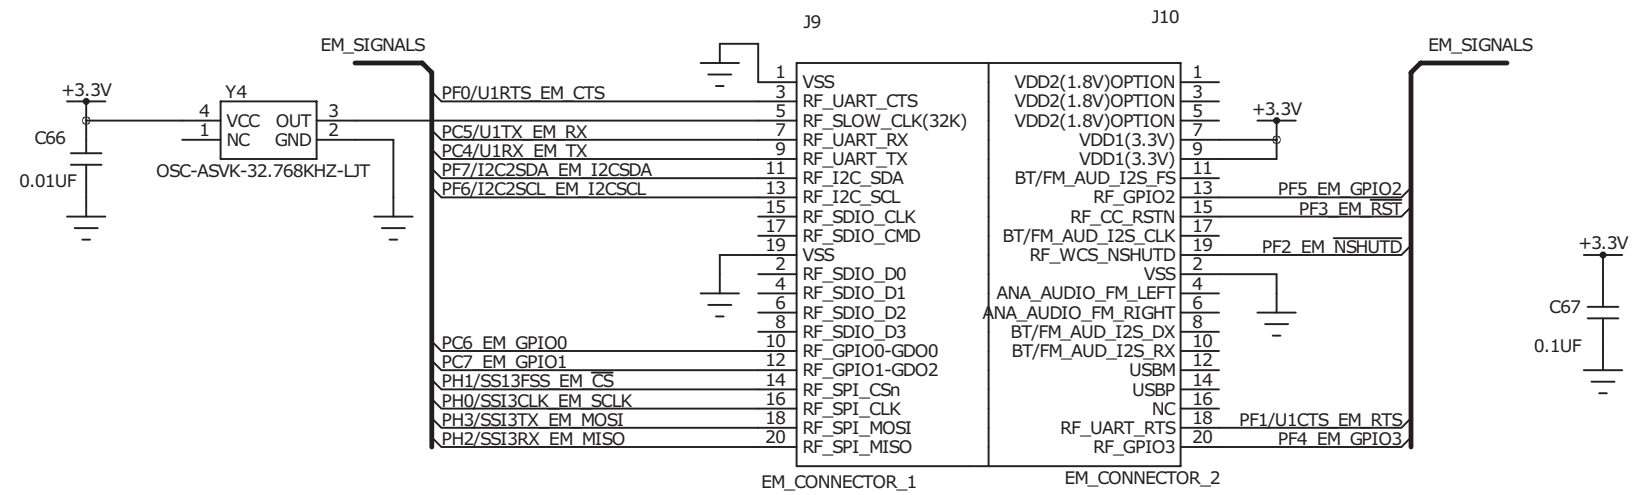 J9
J10
EM_SIGNALS
EM_SIGNALS
+3.3V
Y4
4 VCC OUT 3
1 NC GND 2
OSC-ASVK-32.768KHZ-LJT
C66
0.01UF
PF0/U1RTS_EM_CTS
PC5/U1TX_EM_RX
PC4/U1RX_EM_TX
PF7/I2C2SDA_EM_I2CSDA
PF6/I2C2SCL_EM_I2CSCL
PC6_EM_GPIO0
PC7_EM_GPIO1
PH1/SS13FSS_EM_CS
PH0/SSI3CLK_EM_SCLK
PH3/SSI3TX_EM_MOSI
PH2/SSI3RX_EM_MISO
1 VSS
3 RF_UART_CTS
5 RF_SLOW_CLK(32K)
7 RF_UART_RX
9 RF_UART_TX
11 RF_I2C_SDA
13 RF_I2C_SCL
15 RF_SDIO_CLK
17 RF_SDIO_CMD
19 VSS
2 RF_SDIO_D0
4 RF_SDIO_D1
6 RF_SDIO_D2
8 RF_SDIO_D3
10 RF_GPIO0-GDO0
12 RF_GPIO1-GDO2
14 RF_SPI_CSn
16 RF_SPI_CLK
18 RF_SPI_MOSI
20 RF_SPI_MISO
EM_CONNECTOR_1
VDD2(1.8V)OPTION 1
VDD2(1.8V)OPTION 3
VDD2(1.8V)OPTION 5
VDD1(3.3V) 7
VDD1(3.3V) 9
BT/FM_AUD_I2S_FS 11
RF_GPIO2 13
RF_CC_RSTN 15
BT/FM_AUD_I2S_CLK 17
RF_WCS_NSHUTD 19
VSS 2
ANA_AUDIO_FM_LEFT 4
ANA_AUDIO_FM_RIGHT 6
BT/FM_AUD_I2S_DX 8
BT/FM_AUD_I2S_RX 10
USBM 12
USBP 14
NC 16
RF_UART_RTS 18
RF_GPIO3 20
EM_CONNECTOR_2
+3.3V
PF5_EM_GPIO2
PF3_EM_RST
PF2_EM_NSHUTD
PF1/U1CTS_EM_RTS
PF4_EM_GPIO3
+3.3V
C67
0.1UF